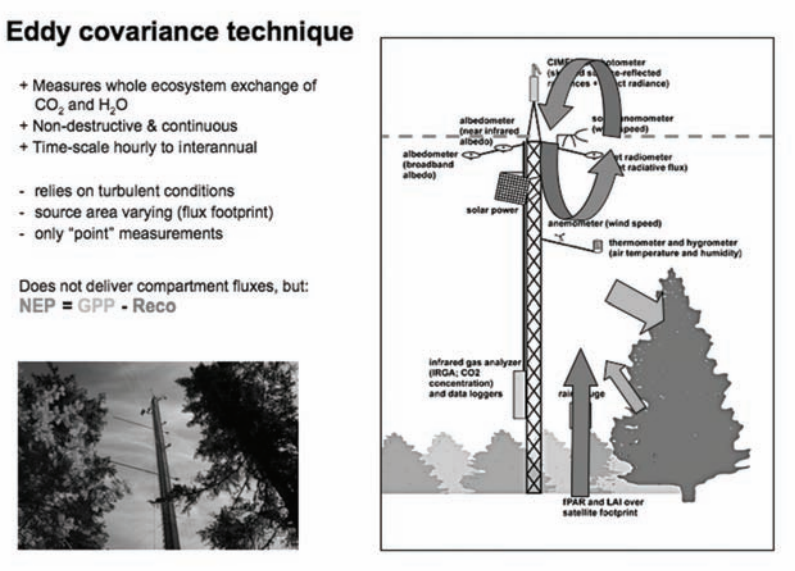 Eddy covariance technique
+ Measures whole ecosystem exchange of
CO2 and H2O
+ Non-destructive & continuous
+ Time-scale hourly to interannual
- relies on turbulent conditions
- source area varying (flux footprint)
- only "point" measurements
Does not deliver compartment fluxes, but:
NEP = GPP - Reco
albedometer
(near infrared
albedo)
albedometer
(broadband
albedo)
solar power
anemometer (wind speed)
thermometer and hygrometer
(air temperature and humidity)
infrared gas analyzer
(IRGA; CO2
concentration)
and data loggers
fPAR and LAI over
satellite footprint